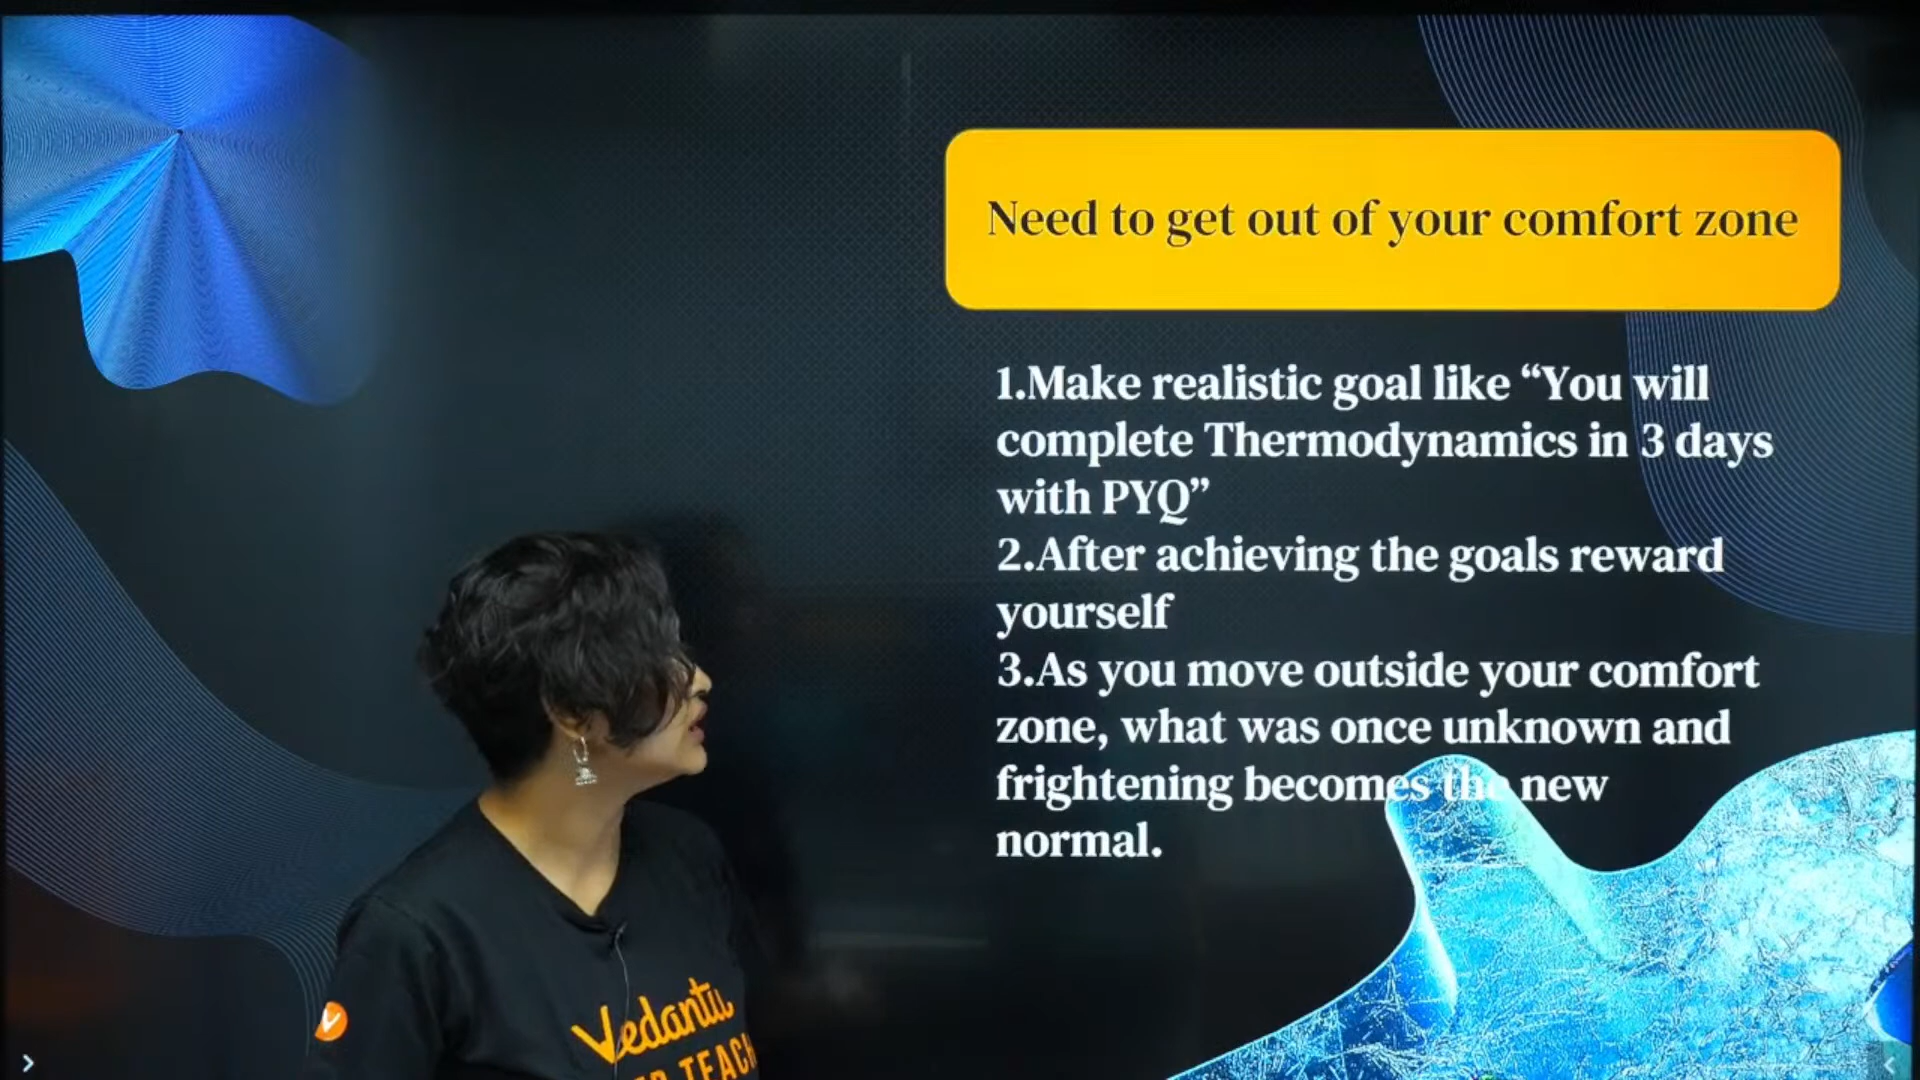 Need to get out of your comfort zone
1.Make realistic goal like “You will
complete Thermodynamics in 3 days
with PYQ”
2.After achieving the goals reward
yourself
3.As you move outside your comfort
zone, what was once unknown and
frightening becomes the new
normal.
Vedantu
TEACH